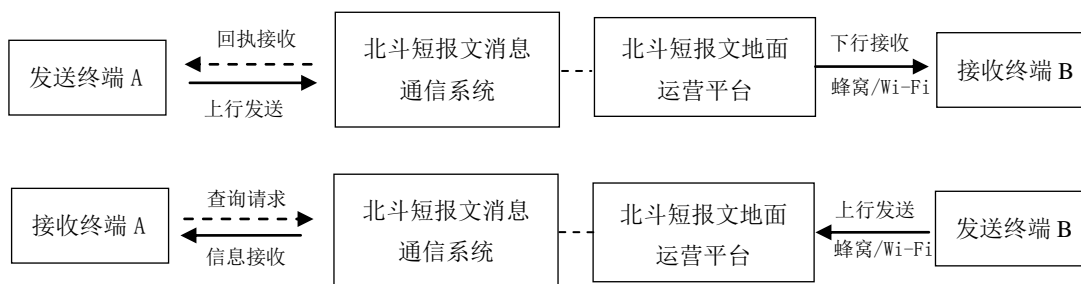 发送终端 A
回执接收
上行发送
北斗短报文消息
通信系统
北斗短报文地面
运营平台
下行接收
蜂窝/Wi-Fi
接收终端 B
接收终端 A
查询请求
信息接收
北斗短报文消息
通信系统
北斗短报文地面
运营平台
上行发送
蜂窝/Wi-Fi
发送终端 B